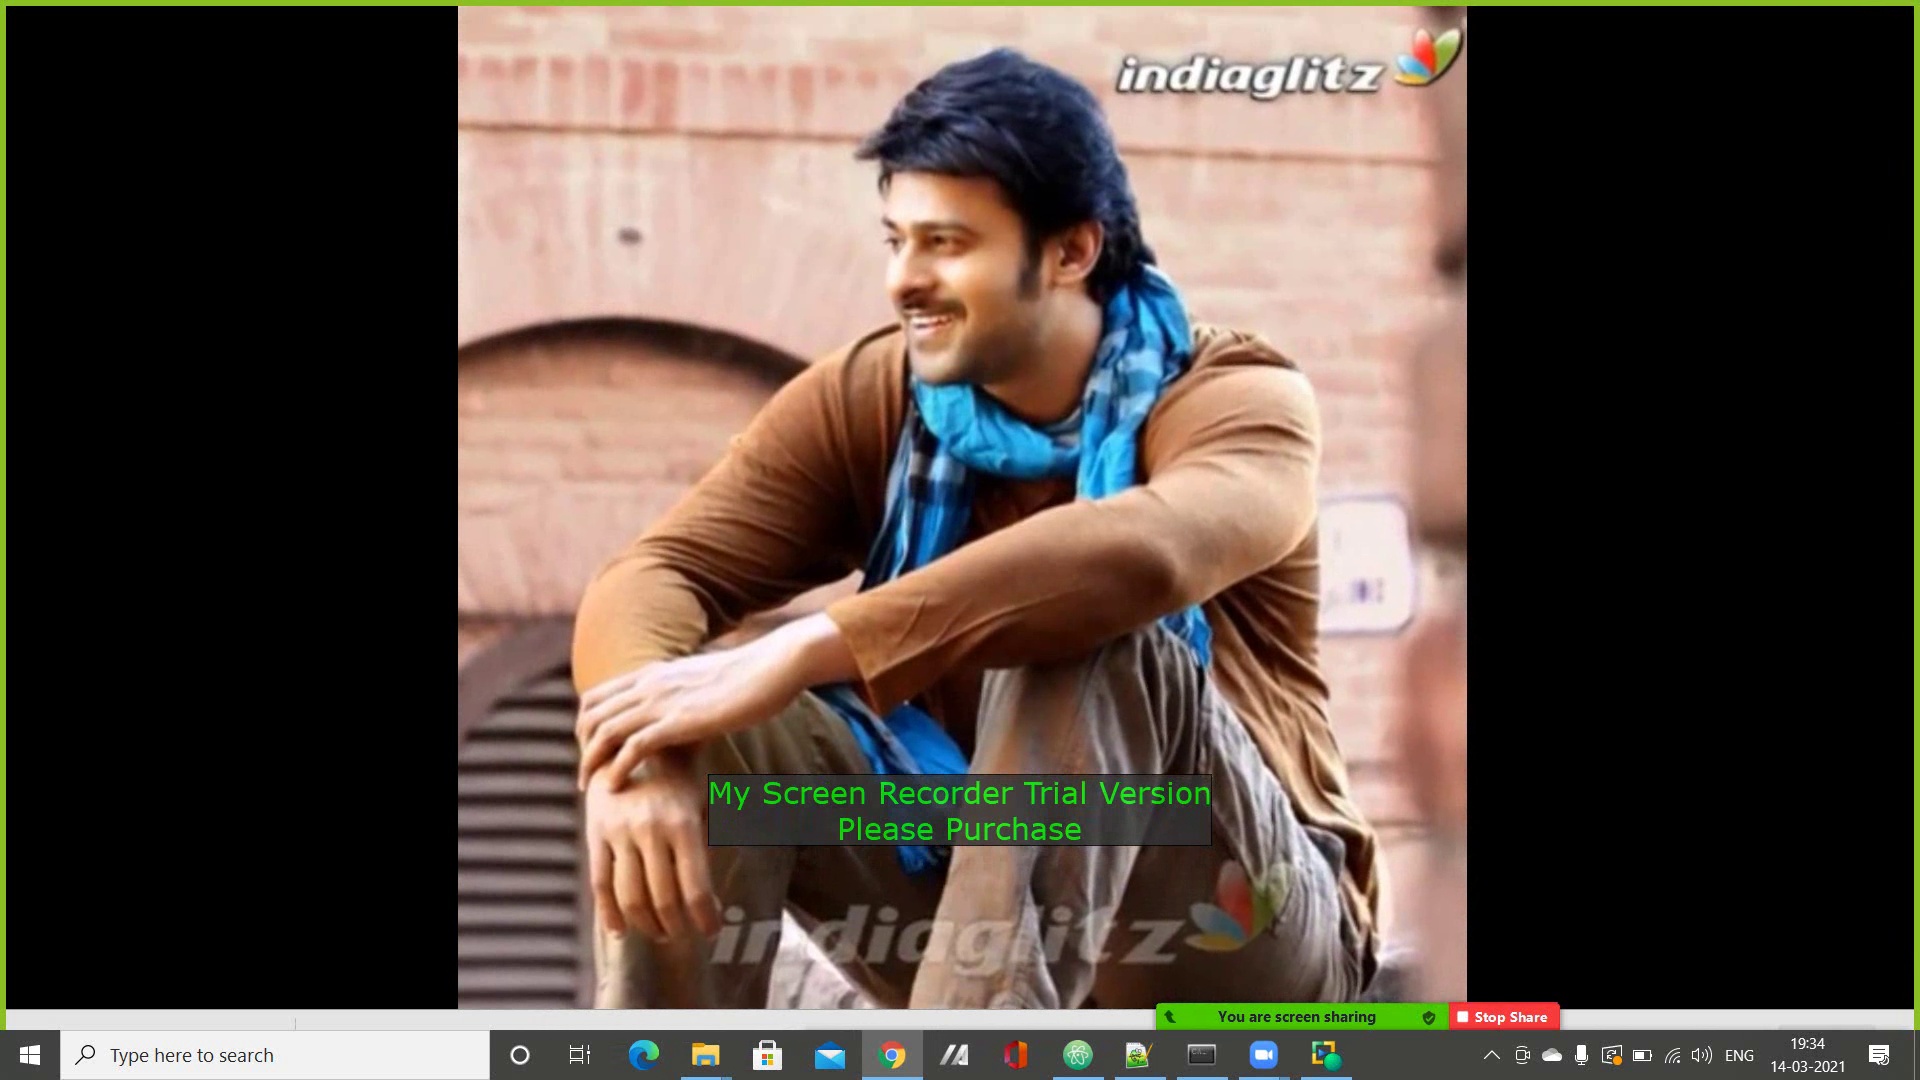 indiaglitz
My Screen Recorder Trial Version
Please Purchase
indiaglitz
You are screen sharing
Stop Share
Type here to search
ENG
19:34
14-03-2021